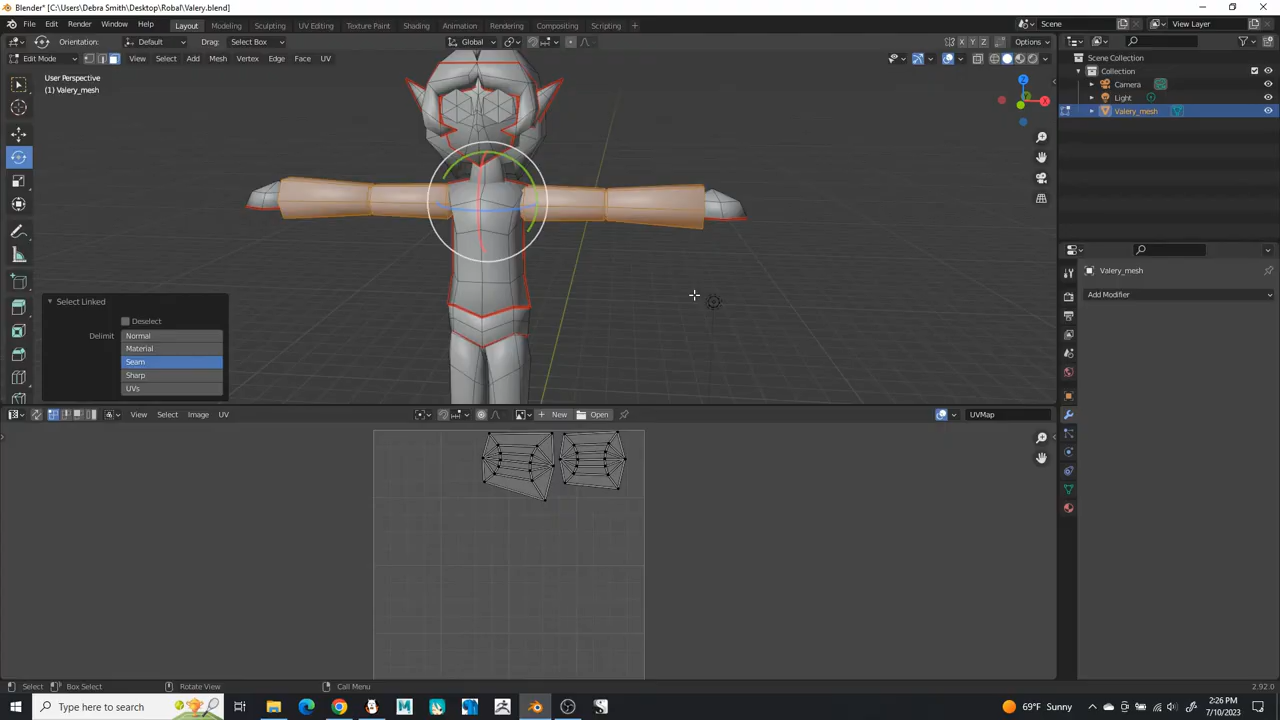 Blender* [C:\Users\Debra Smith\Desktop\Robal\Valery.blend]
File Edit Render Window Help Layout Modeling Sculpting UV Editing Texture Paint Shading Animation Rendering Compositing Scripting + Scene View Layer
Orientation: Default Drag: Select Box Global X Y Z Options
Edit Mode View Select Add Mesh Vertex Edge Face UV
User Perspective
(1) Valery_mesh
Z
X
Y
Scene Collection
Collection
Camera
Light
Valery_mesh
Valery_mesh
Add Modifier
Select Linked
Deselect
Delimit Normal
Material
Seam
Sharp
UVs
View Select Image UV + New Open UVMap
Select Box Select Rotate View Call Menu 2.92.0
Type here to search 69°F Sunny 2:26 PM
7/10/2023